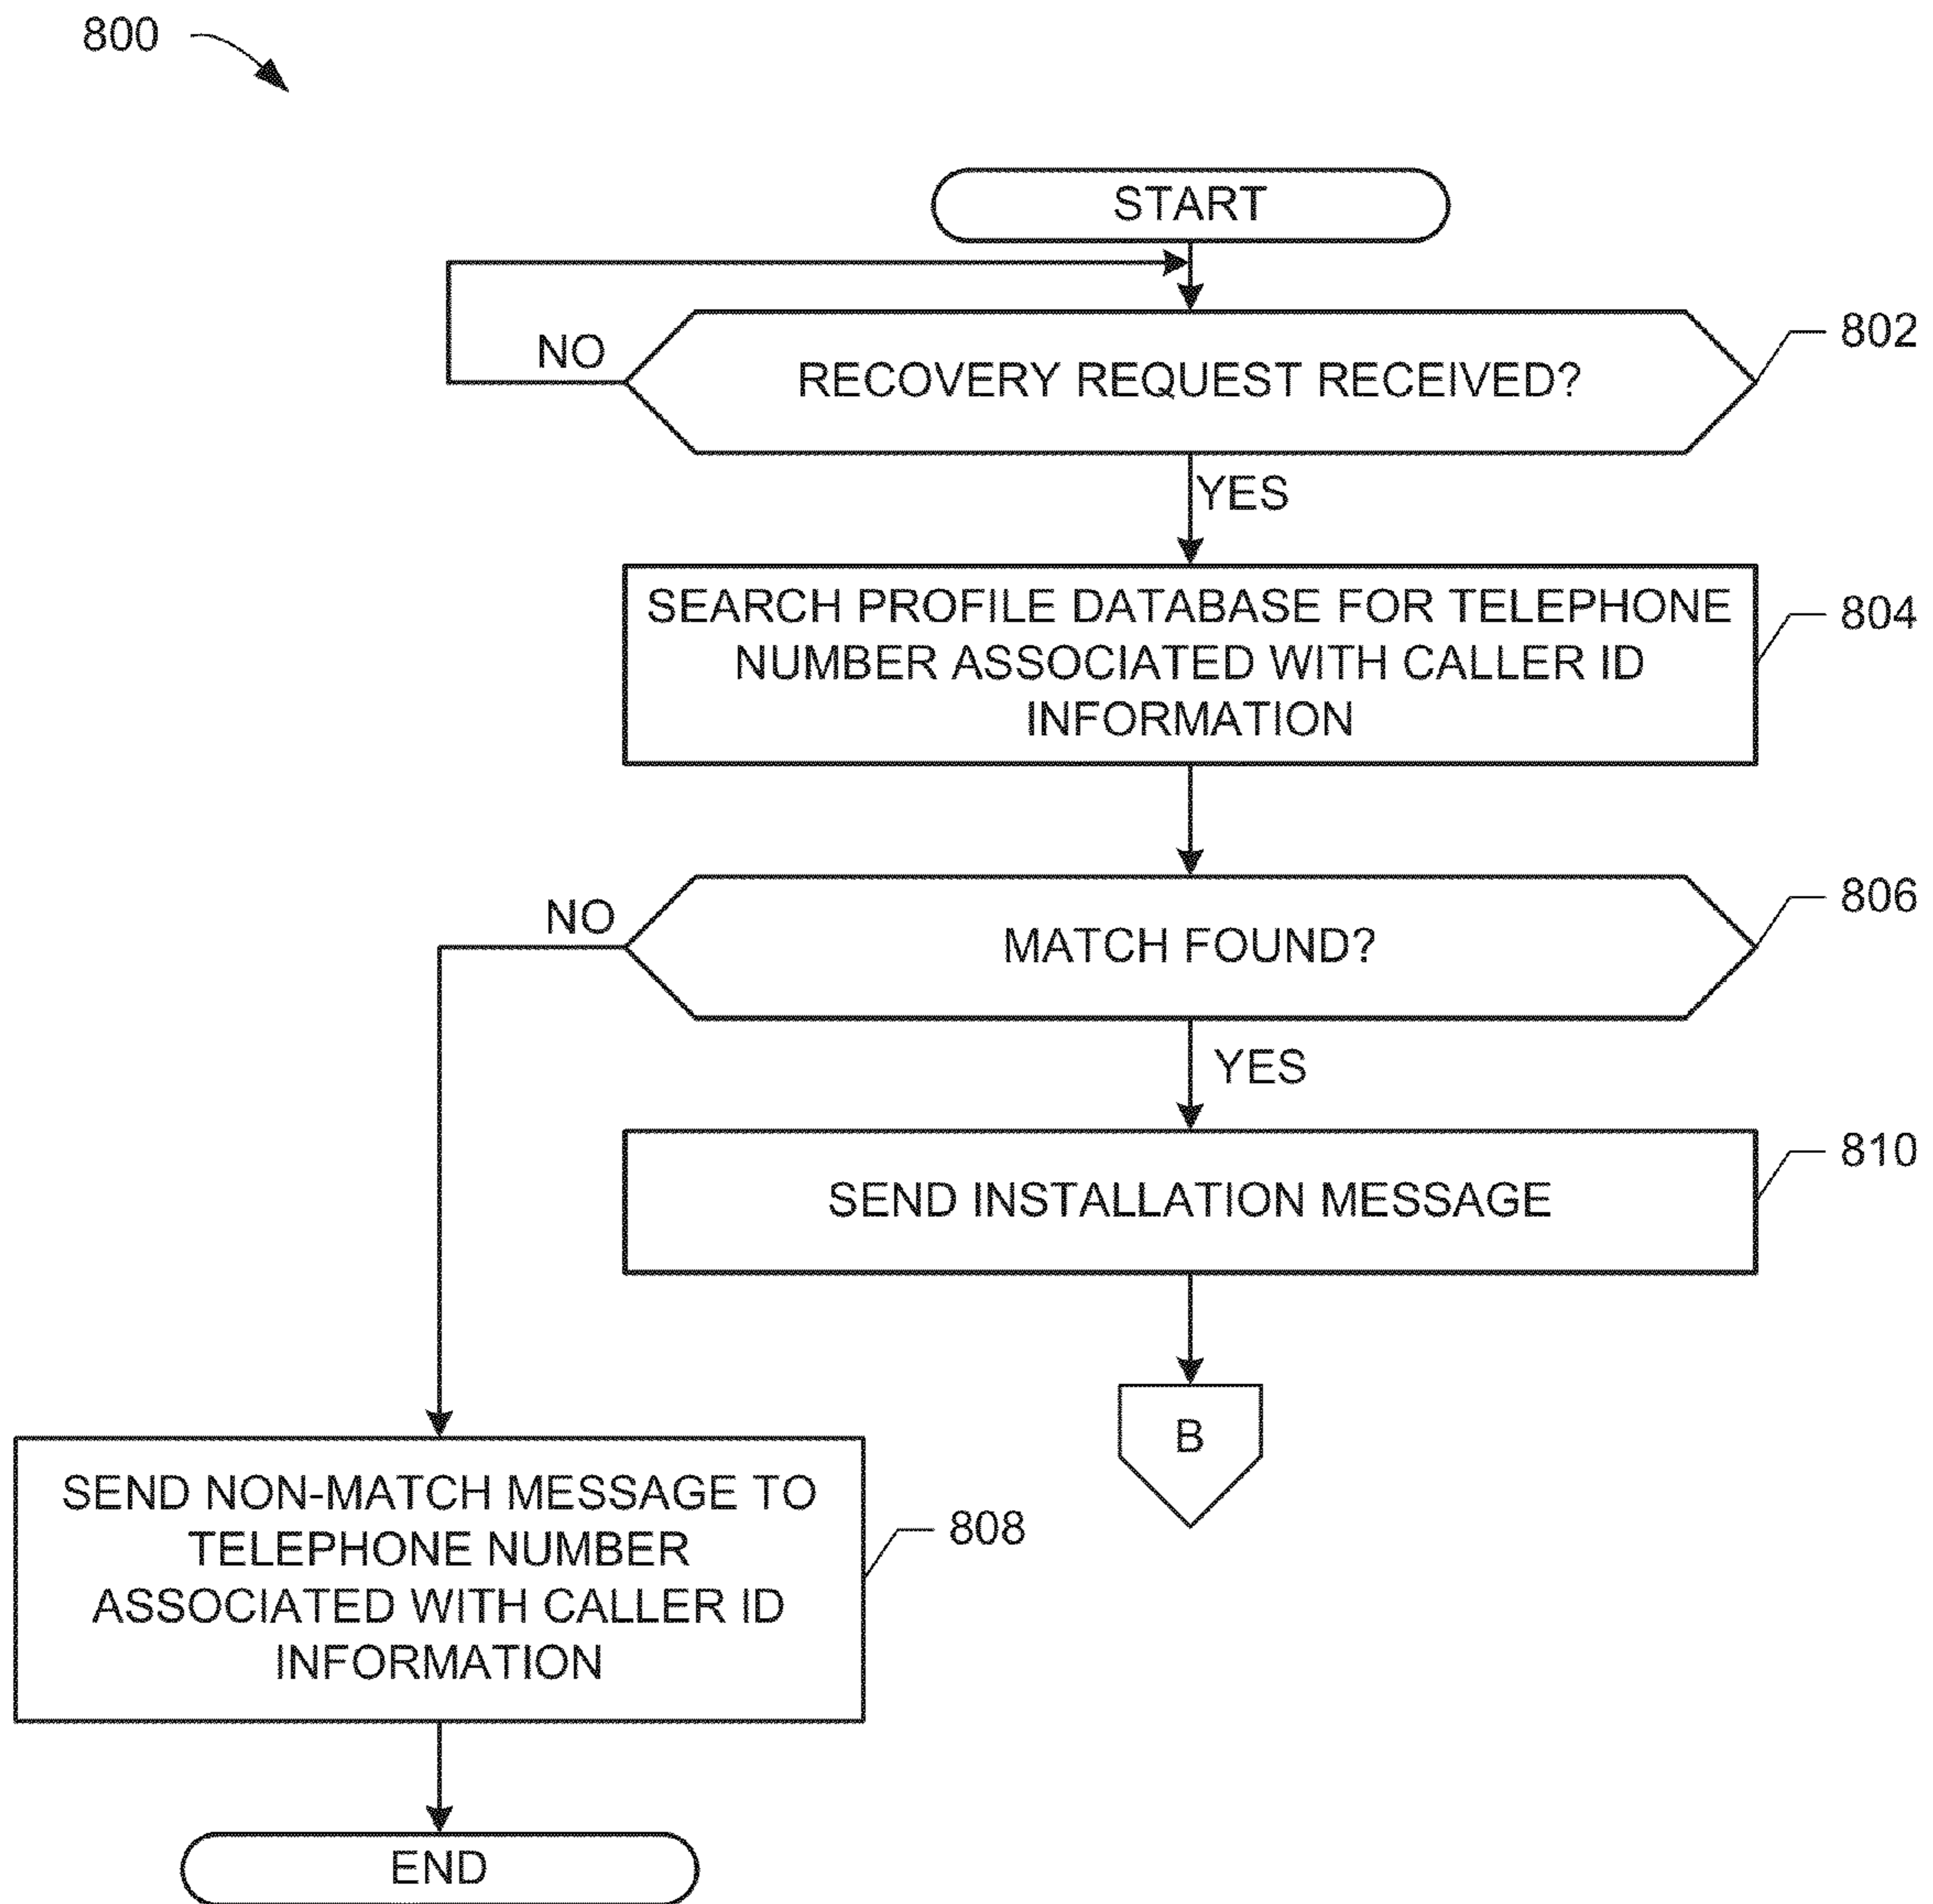 800
START
NO
RECOVERY REQUEST RECEIVED?
802
YES
SEARCH PROFILE DATABASE FOR TELEPHONE
NUMBER ASSOCIATED WITH CALLER ID
INFORMATION
804
NO
MATCH FOUND?
806
YES
SEND INSTALLATION MESSAGE
810
B
SEND NON-MATCH MESSAGE TO
TELEPHONE NUMBER
ASSOCIATED WITH CALLER ID
INFORMATION
808
END